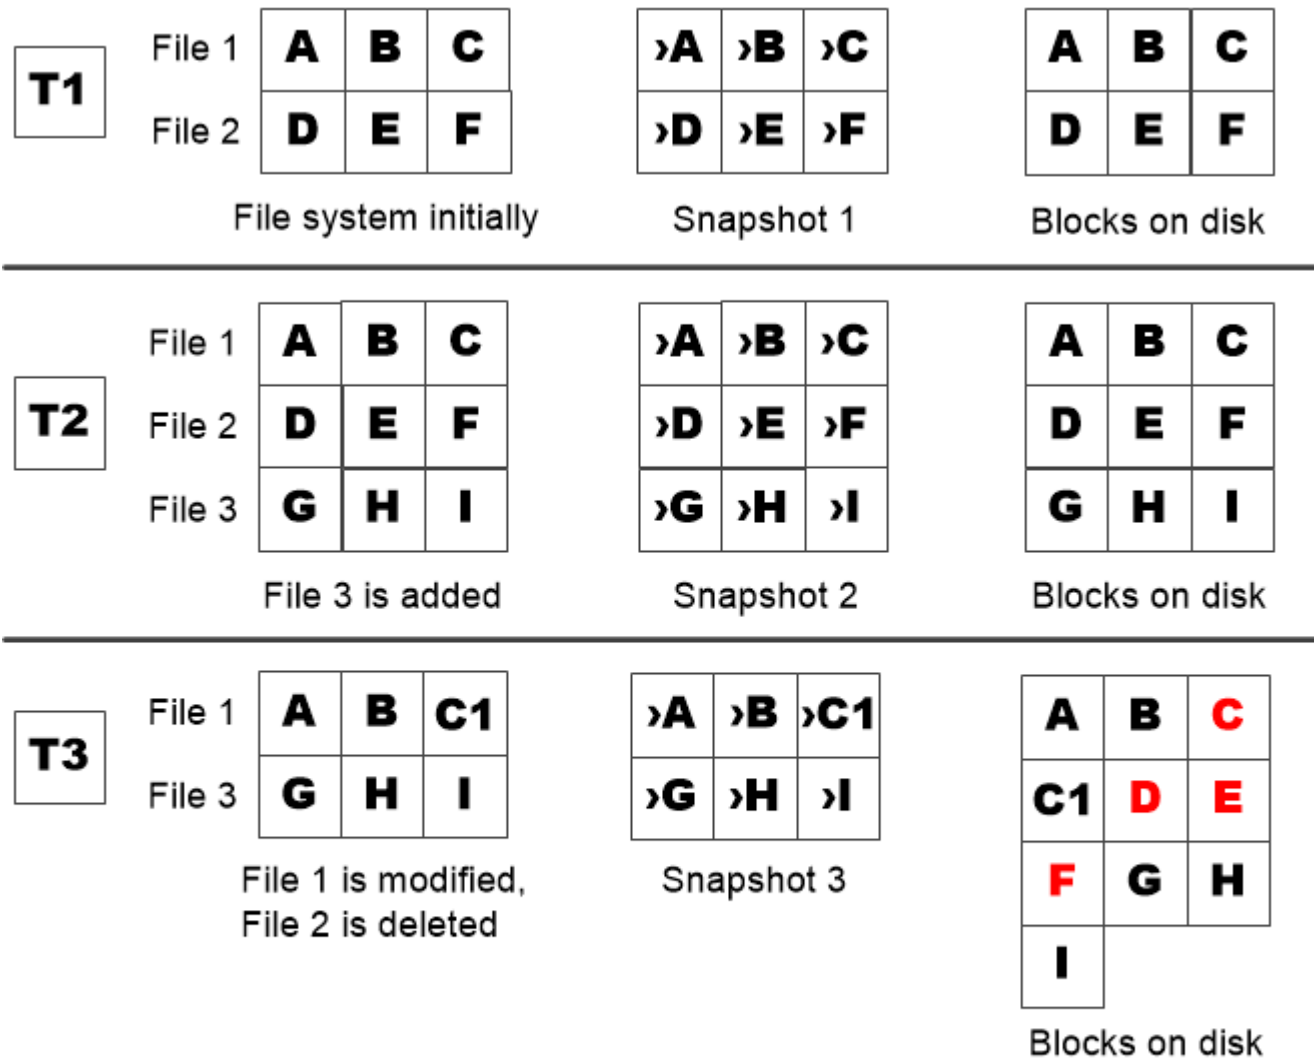 File 1 A B C ›A ›B ›C A B C
T1
File 2 D E F ›D ›E ›F D E F
File system initially Snapshot 1 Blocks on disk
File 1 A B C ›A ›B ›C A B C
T2 File 2 D E F ›D ›E ›F D E F
File 3 G H I ›G ›H ›I G H I
File 3 is added Snapshot 2 Blocks on disk
File 1 A B C1 ›A ›B ›C1 A B C
T3
File 3 G H I ›G ›H ›I C1 D E
File 1 is modified, Snapshot 3 F G H
File 2 is deleted
I
Blocks on disk